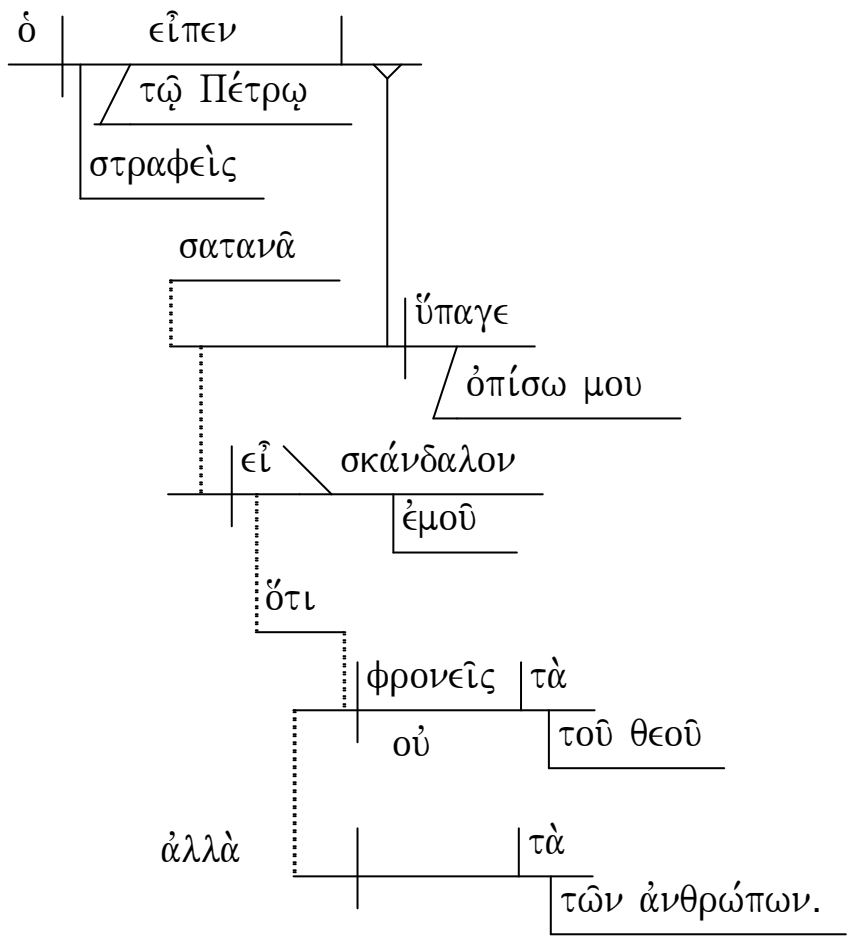 ὁ εἶπεν
τῷ Πέτρῳ
στραφεὶς
σατανᾶ
ὕπαγε
ὀπίσω μου
εἶ σκάνδαλον
ἐμοῦ
ὅτι
φρονεῖς τὰ
οὐ τοῦ θεοῦ
ἀλλὰ τὰ
τῶν ἀνθρώπων.